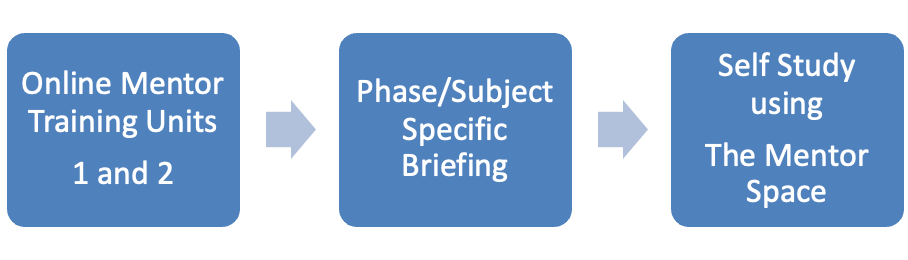 Online Mentor
Training Units
1 and 2
Phase/Subject
Specific
Briefing
Self Study
using
The Mentor
Space